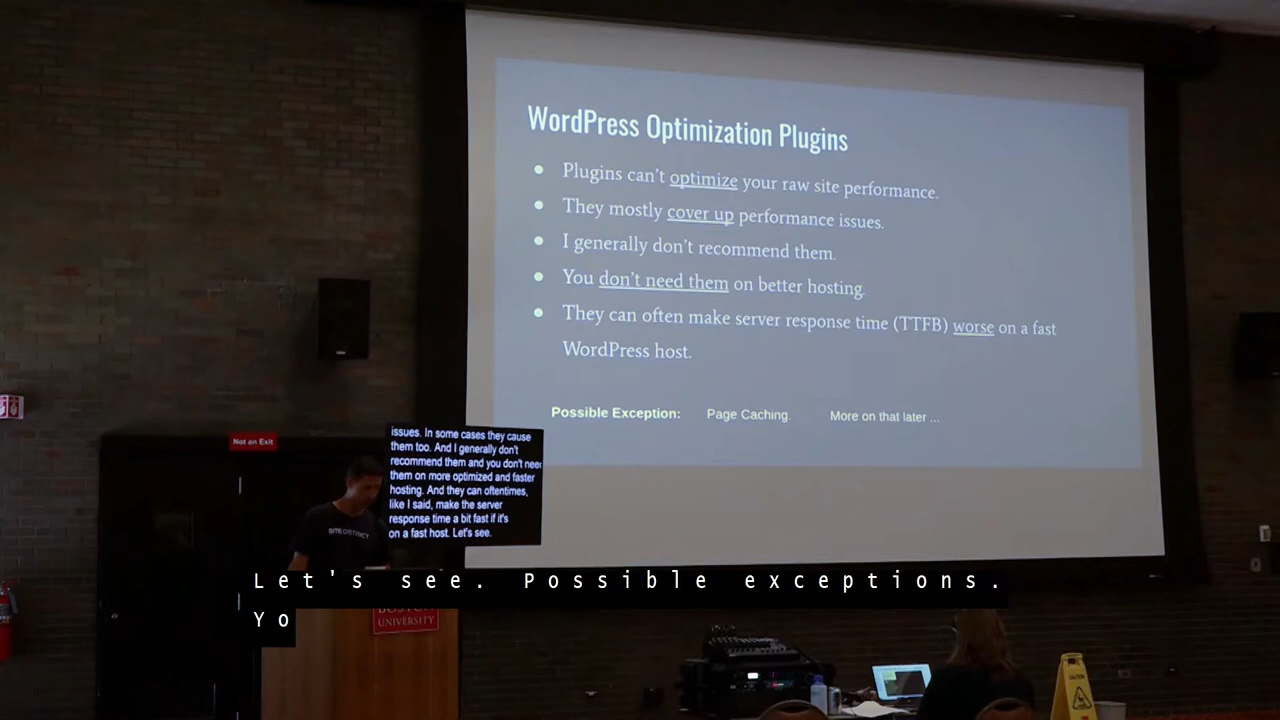 WordPress Optimization Plugins
Plugins can't optimize your raw site performance.
They mostly cover up performance issues.
I generally don't recommend them.
You don't need them on better hosting.
They can often make server response time (TTFB) worse on a fast
WordPress host.
Possible Exception: Page Caching. More on that later ...
Not an Exit
issues. In some cases they cause
them too. And I generally don't
recommend them and you don't need
them on more optimized and faster
hosting. And they can oftentimes,
like I said, make the server
response time a bit fast if it's
on a fast host. Let's see.
SITE DISTRICT
Let's see. Possible exceptions.
Yo
BOSTON
UNIVERSITY
CAUTION